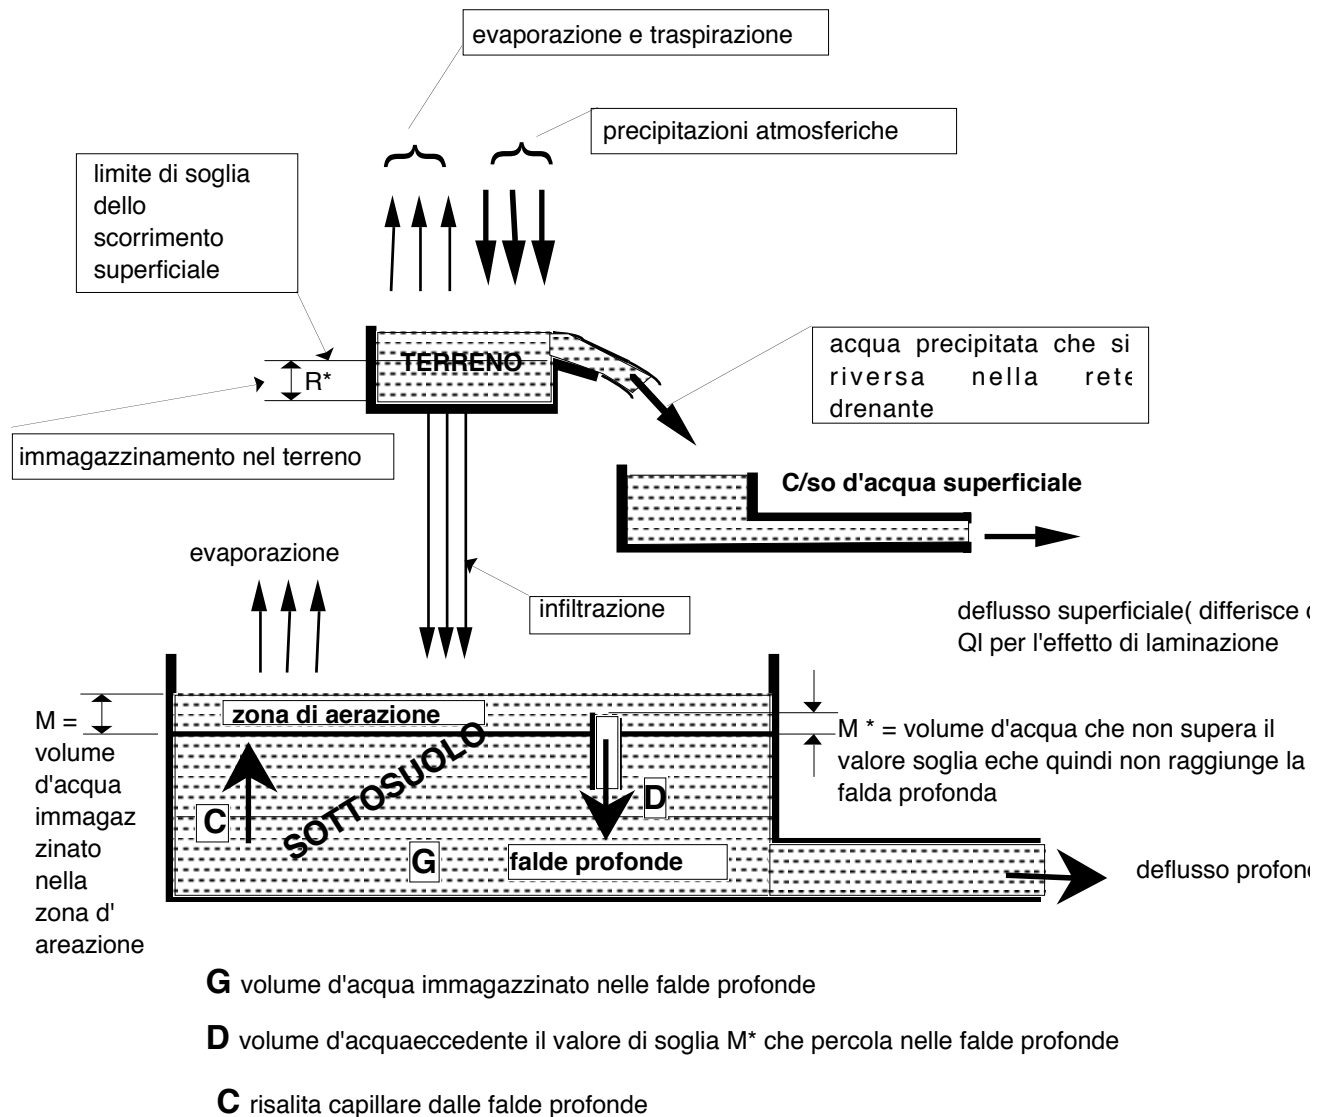 evaporazione e traspirazione
precipitazioni atmosferiche
limite di soglia
dello
scorrimento
superficiale
TERRENO
R*
acqua precipitata che si
riversa nella rete
drenante
immagazzinamento nel terreno
C/so d'acqua superficiale
evaporazione
infiltrazione
deflusso superficiale( differisce
Ql per l'effetto di laminazione
M =
volume
d'acqua
immagaz
zinato
nella
zona d'
areazione
zona di aerazione
M * = volume d'acqua che non supera il
valore soglia eche quindi non raggiunge la
falda profonda
SOTTOSUOLO
C
D
G
falde profonde
deflusso profon
G volume d'acqua immagazzinato nelle falde profonde
D volume d'acquaeccedente il valore di soglia M* che percola nelle falde profonde
C risalita capillare dalle falde profonde